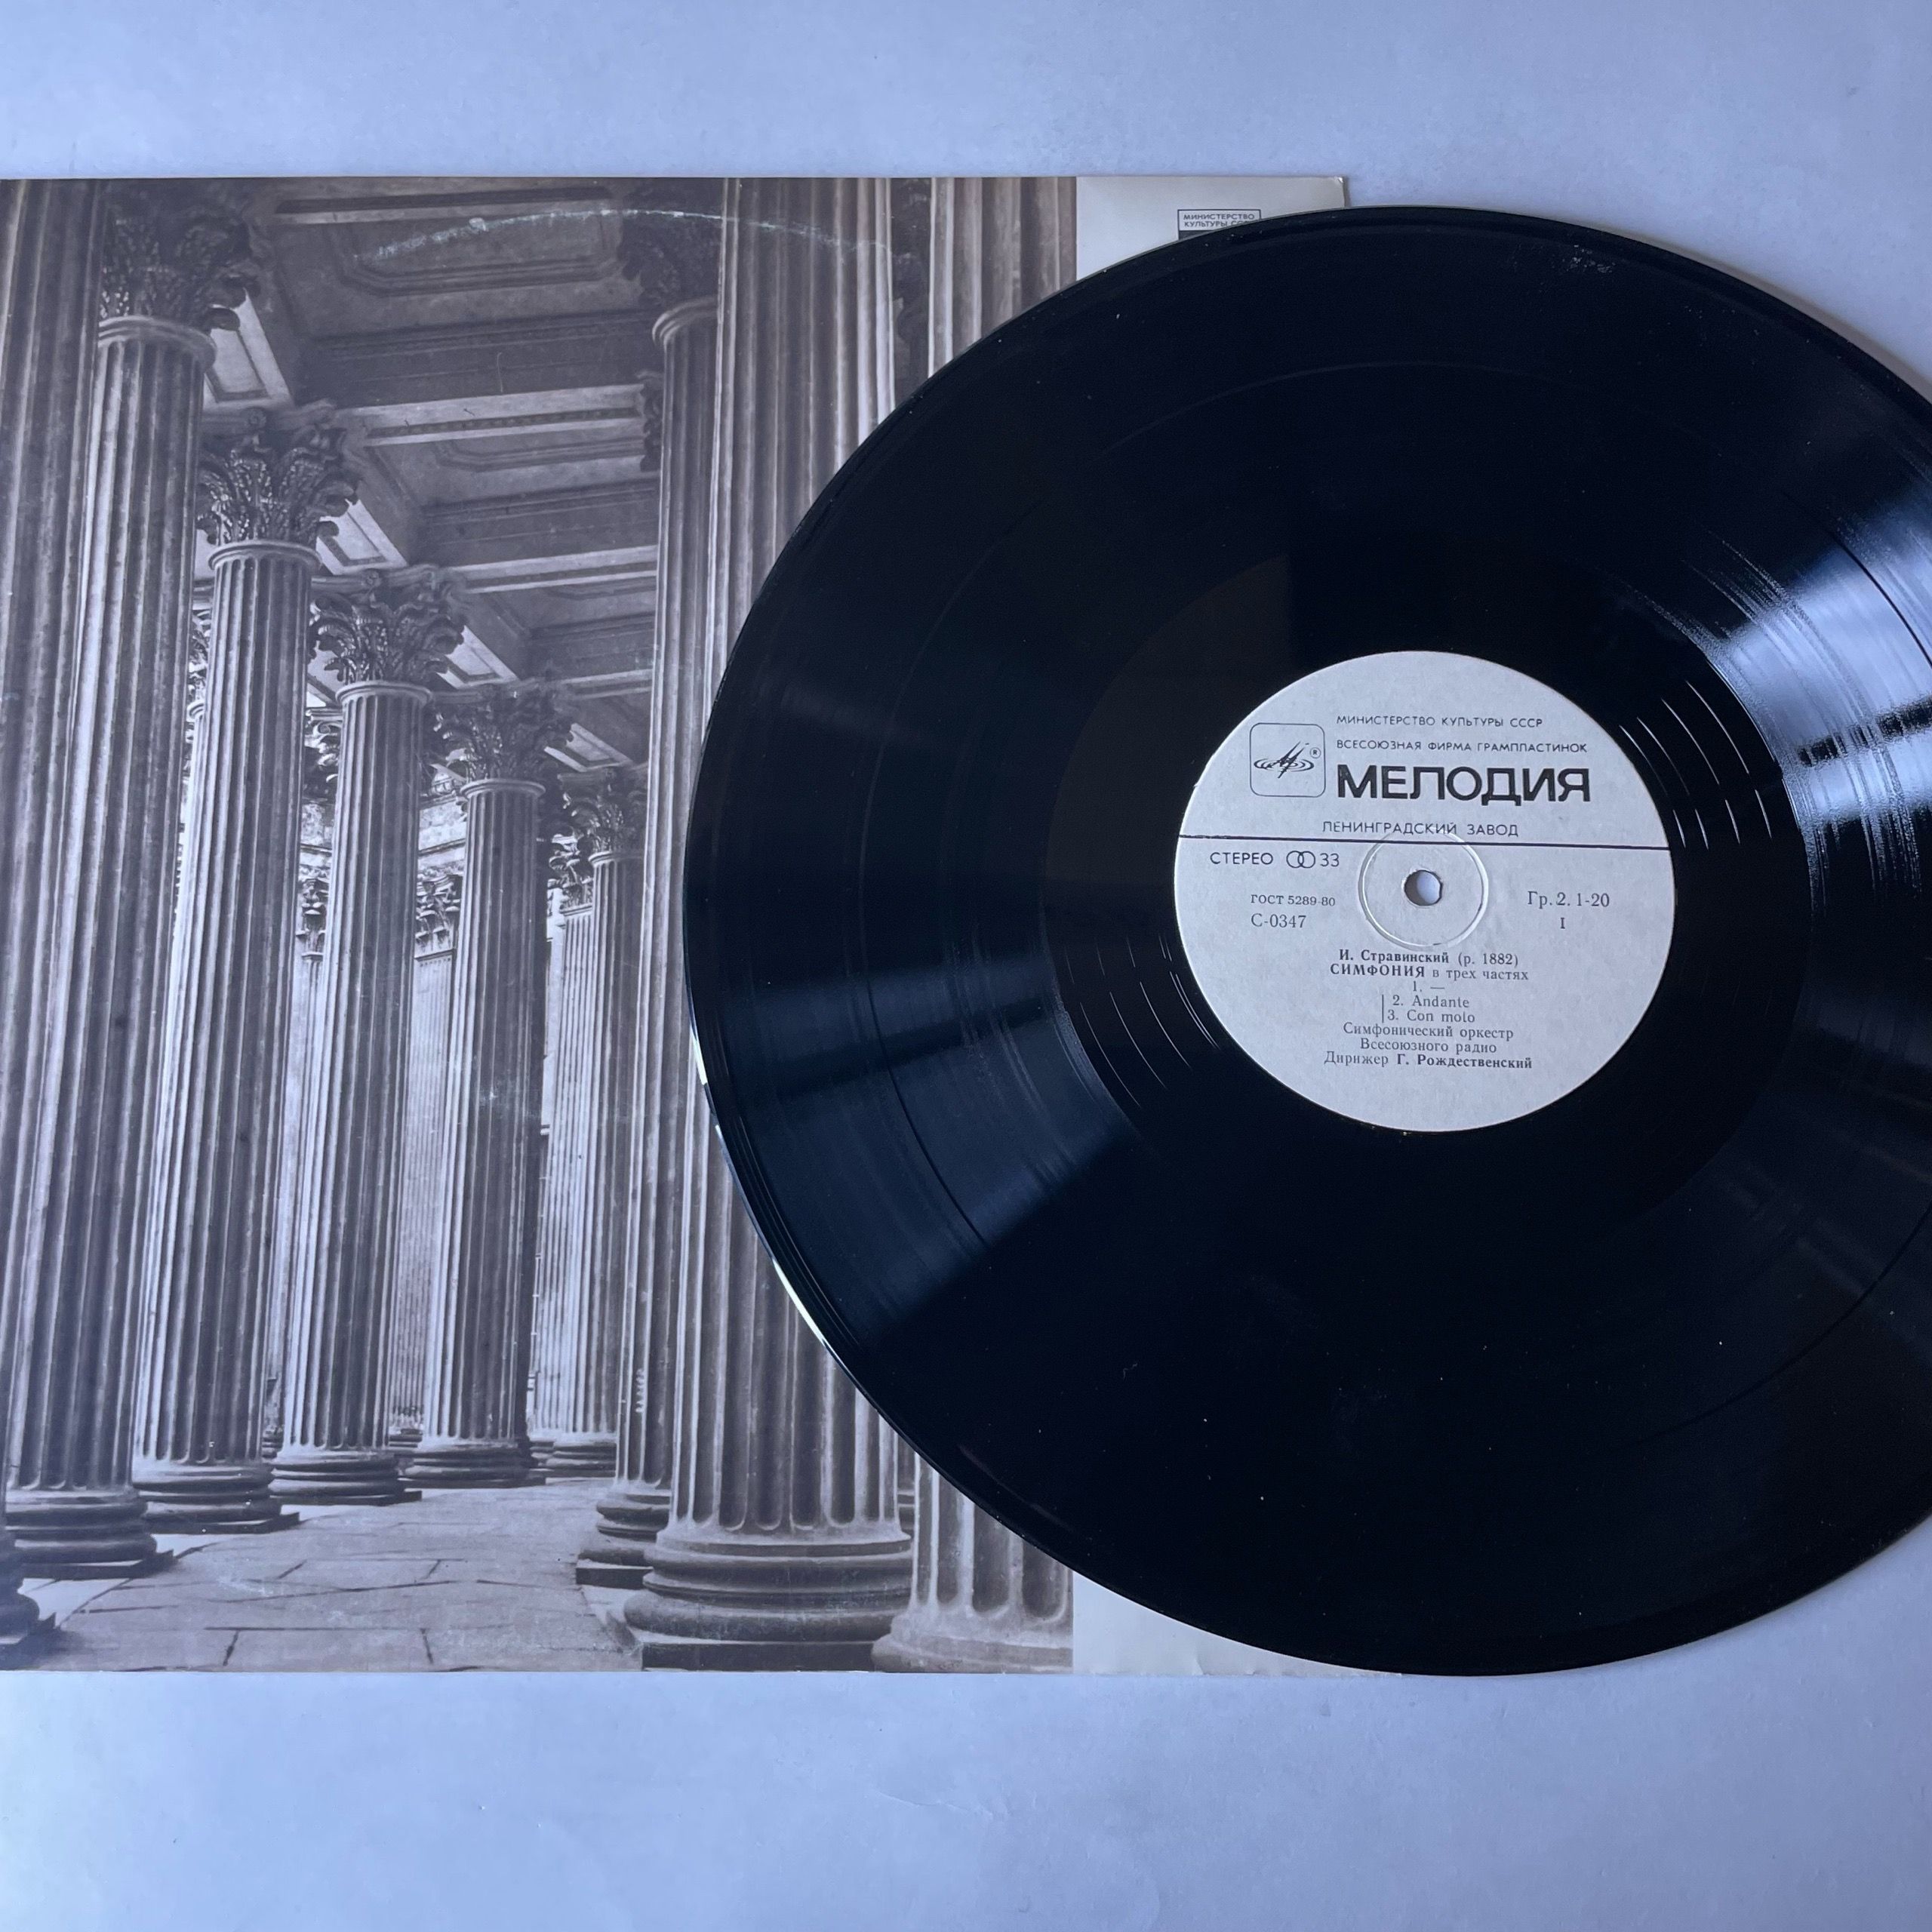 МИНИСТЕРСТВО
КУЛЬТУРЫ СССР
МИНИСТЕРСТВО КУЛЬТУРЫ СССР
ВСЕСОЮЗНАЯ ФИРМА ГРАМПЛАСТИНОК
МЕЛОДИЯ
ЛЕНИНГРАДСКИЙ ЗАВОД
СТЕРЕО 33
ГОСТ 5289-80
С-0347
Гр. 2. 1-20
I
И. Стравинский (р. 1882)
СИМФОНИЯ в трех частях
1. —
2. Andante
3. Con moto
Симфонический оркестр
Всесоюзного радио
Дирижер Г. Рождественский